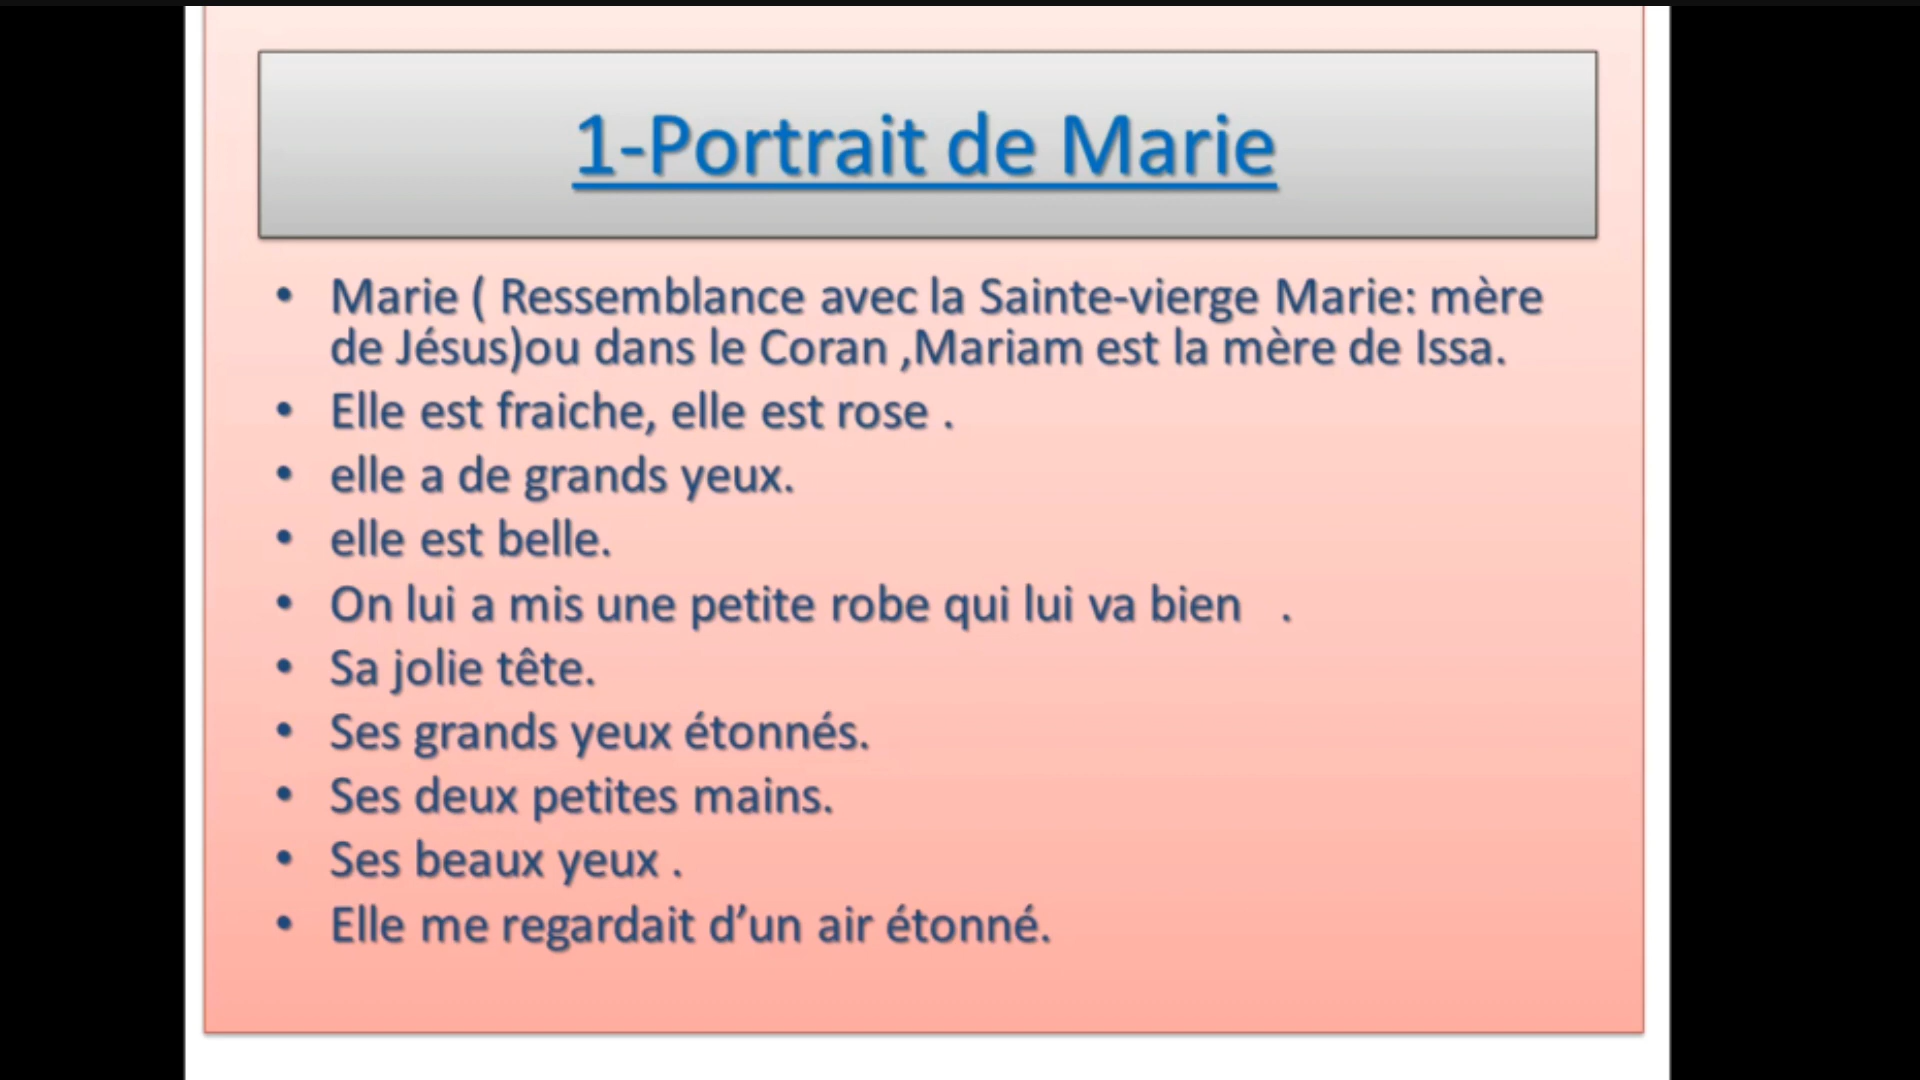 1-Portrait de Marie
• Marie ( Ressemblance avec la Sainte-vierge Marie: mère
de Jésus)ou dans le Coran ,Mariam est la mère de Issa.
• Elle est fraiche, elle est rose .
• elle a de grands yeux.
• elle est belle.
• On lui a mis une petite robe qui lui va bien   .
• Sa jolie tête.
• Ses grands yeux étonnés.
• Ses deux petites mains.
• Ses beaux yeux .
• Elle me regardait d’un air étonné.